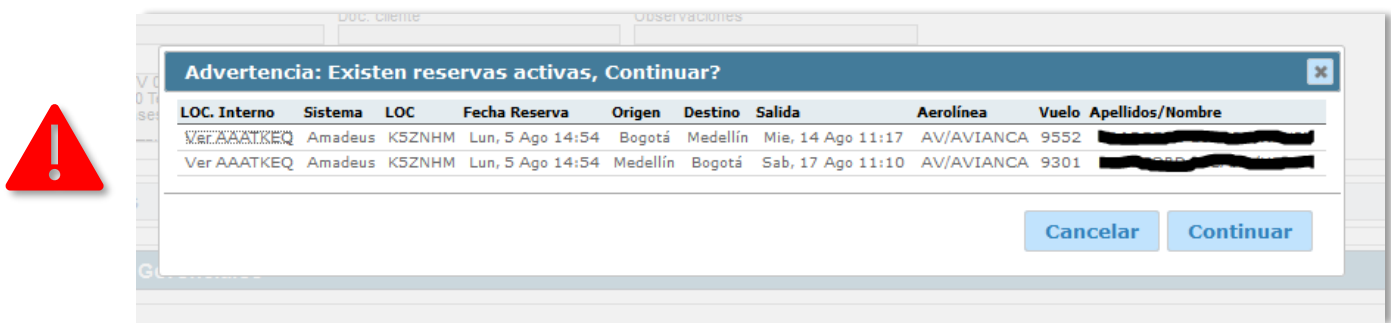 Doc. cliente Observaciones
Advertencia: Existen reservas activas, Continuar?
LOC. Interno Sistema LOC Fecha Reserva Origen Destino Salida Aerolínea Vuelo Apellidos/Nombre
Ver AAATKEQ Amadeus K5ZNHM Lun, 5 Ago 14:54 Bogotá Medellín Mie, 14 Ago 11:17 AV/AVIANCA 9552
Ver AAATKEQ Amadeus K5ZNHM Lun, 5 Ago 14:54 Medellín Bogotá Sab, 17 Ago 11:10 AV/AVIANCA 9301
Cancelar Continuar